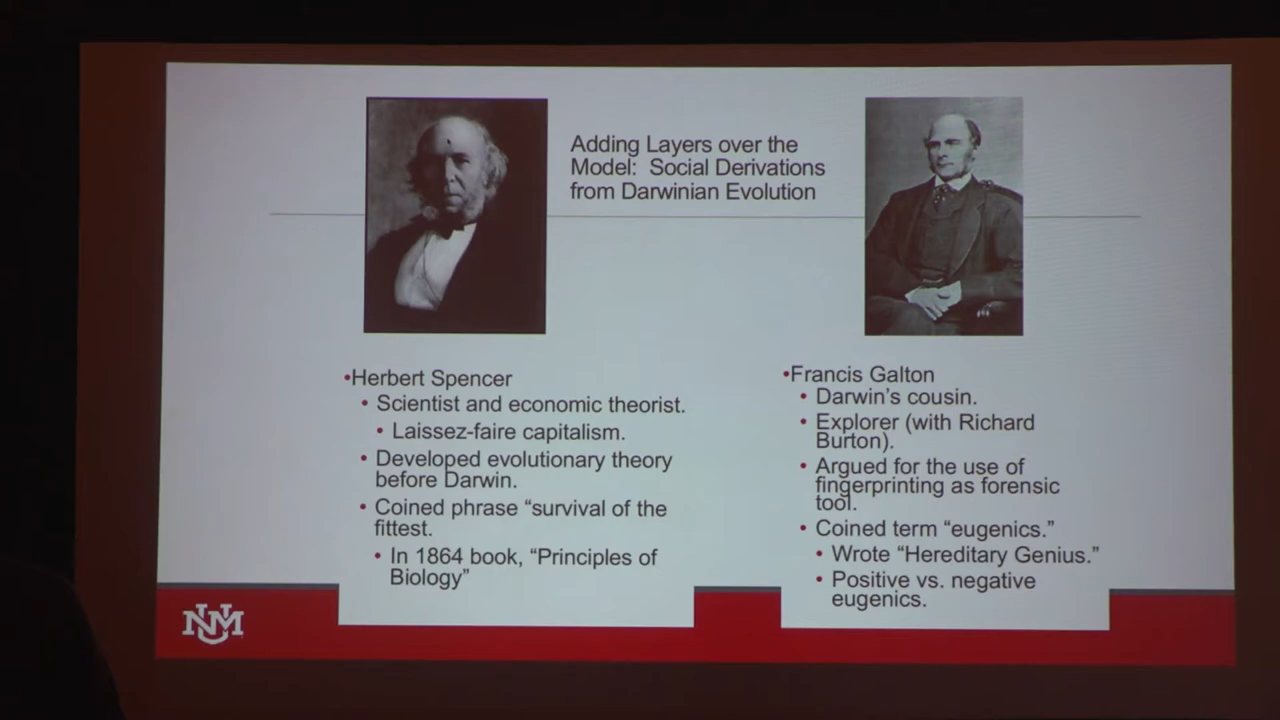 Adding Layers over the
Model: Social Derivations
from Darwinian Evolution
•Herbert Spencer
• Scientist and economic theorist.
• Laissez-faire capitalism.
• Developed evolutionary theory
before Darwin.
• Coined phrase “survival of the
fittest.
• In 1864 book, “Principles of
Biology”
•Francis Galton
• Darwin’s cousin.
• Explorer (with Richard
Burton).
• Argued for the use of
fingerprinting as forensic
tool.
• Coined term “eugenics.”
• Wrote “Hereditary Genius.”
• Positive vs. negative
eugenics.
UNM